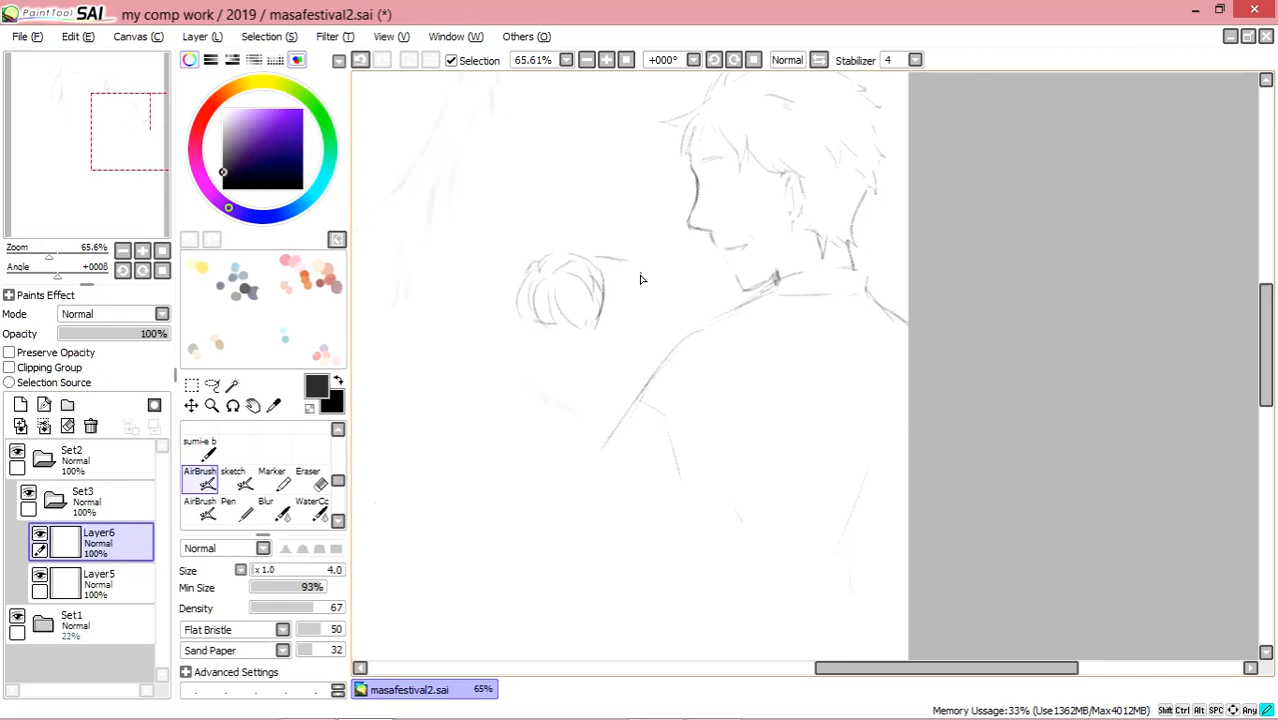 PaintTool SAI my comp work / 2019 / masafestival2.sai (*)
File (F) Edit (E) Canvas (C) Layer (L) Selection (S) Filter (T) View (V) Window (W) Others (O)
Selection 65.61% +000° Normal Stabilizer 4
Zoom 65.6%
Angle +000δ
Paints Effect
Mode Normal
Opacity 100%
Preserve Opacity
Clipping Group
Selection Source
Set2
Normal
100%
Set3
Normal
100%
Layer6
Normal
100%
Layer5
Normal
100%
Set1
Normal
22%
sumi-e b
AirBrush sketch Marker Eraser
AirBrush Pen Blur WaterCc
Normal
Size x 1.0 4.0
Min Size 93%
Density 67
Flat Bristle 50
Sand Paper 32
Advanced Settings
masafestival2.sai 65%
Memory Ussage:33% (Use1362MB/Max4012MB) Shift Ctrl Alt SPC Any